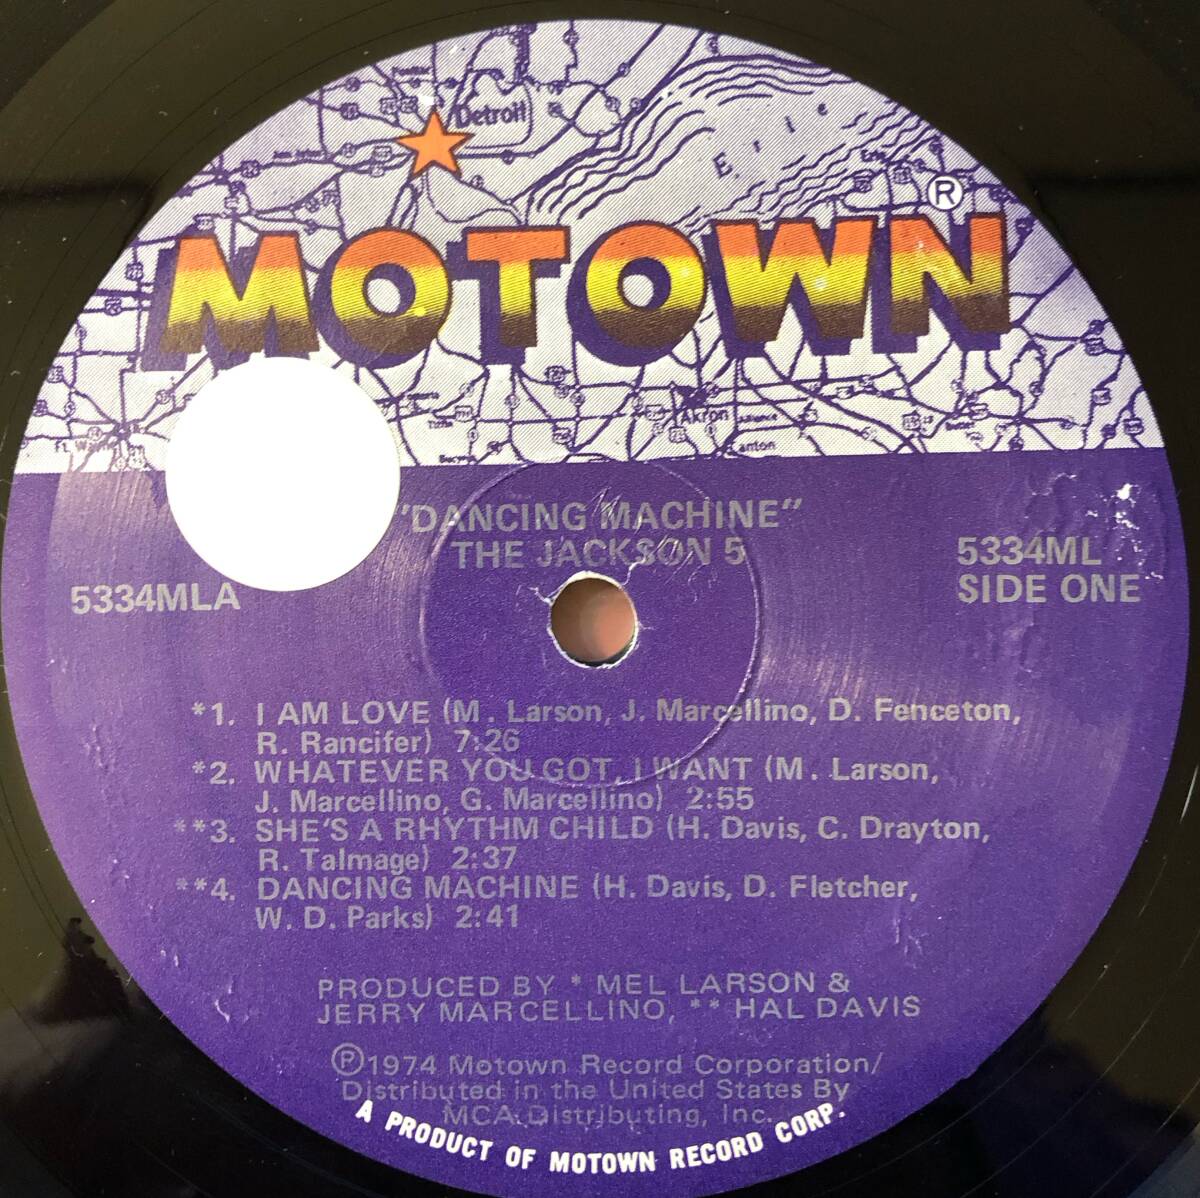 Detroit
Erie
MOTOWN®
Akron
"DANCING MACHINE"
THE JACKSON 5
5334MLA
5334ML
SIDE ONE
*1. I AM LOVE (M. Larson, J. Marcellino, D. Fenceton,
R. Rancifer) 7:26
*2. WHATEVER YOU GOT, I WANT (M. Larson,
J. Marcellino, G. Marcellino) 2:55
**3. SHE'S A RHYTHM CHILD (H. Davis, C. Drayton,
R. Talmage) 2:37
**4. DANCING MACHINE (H. Davis, D. Fletcher,
W. D. Parks) 2:41
PRODUCED BY * MEL LARSON &
JERRY MARCELLINO, ** HAL DAVIS
℗1974 Motown Record Corporation/
Distributed in the United States By
MCA Distributing, Inc.
A PRODUCT OF MOTOWN RECORD CORP.